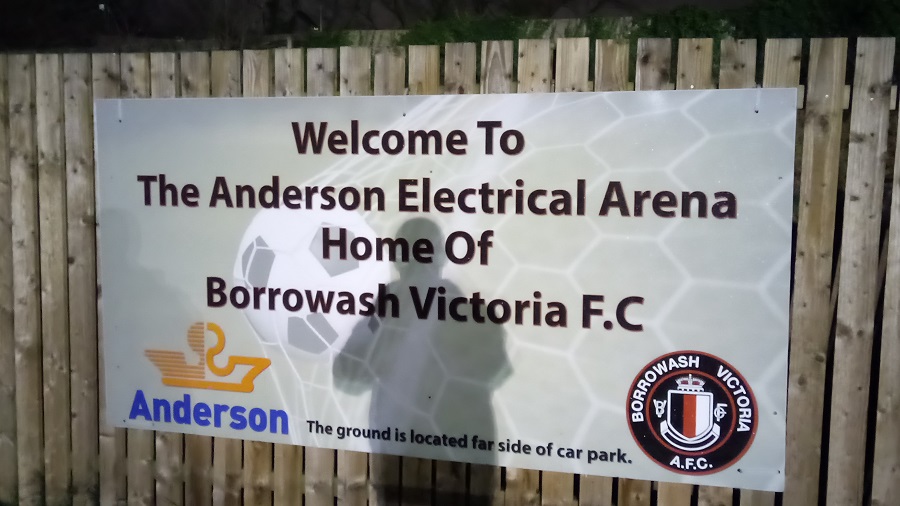 Welcome To
The Anderson Electrical Arena
Home Of
Borrowash Victoria F.C
Anderson
The ground is located far side of car park.
BORROWASH VICTORIA
A.F.C.